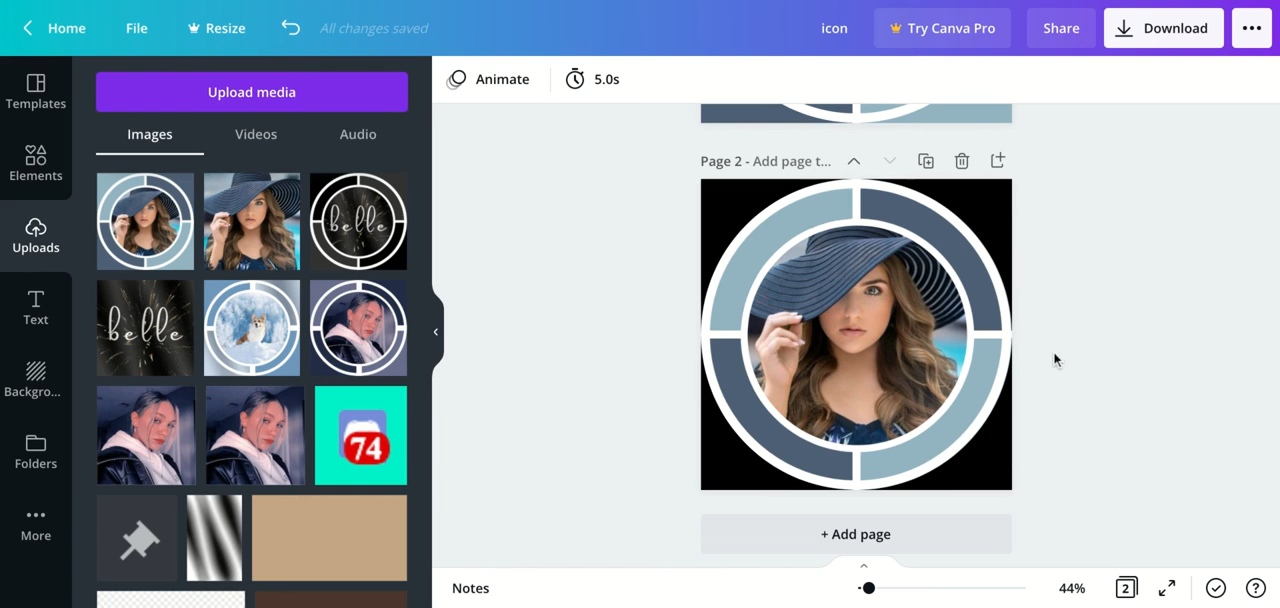 Home
File
Resize
All changes saved
icon
Try Canva Pro
Share
Download
Templates
Elements
Uploads
Text
Backgro...
Folders
More
Upload media
Images
Videos
Audio
belle
belle
74
Animate
5.0s
Page 2 - Add page t...
+ Add page
Notes
44%
2
?